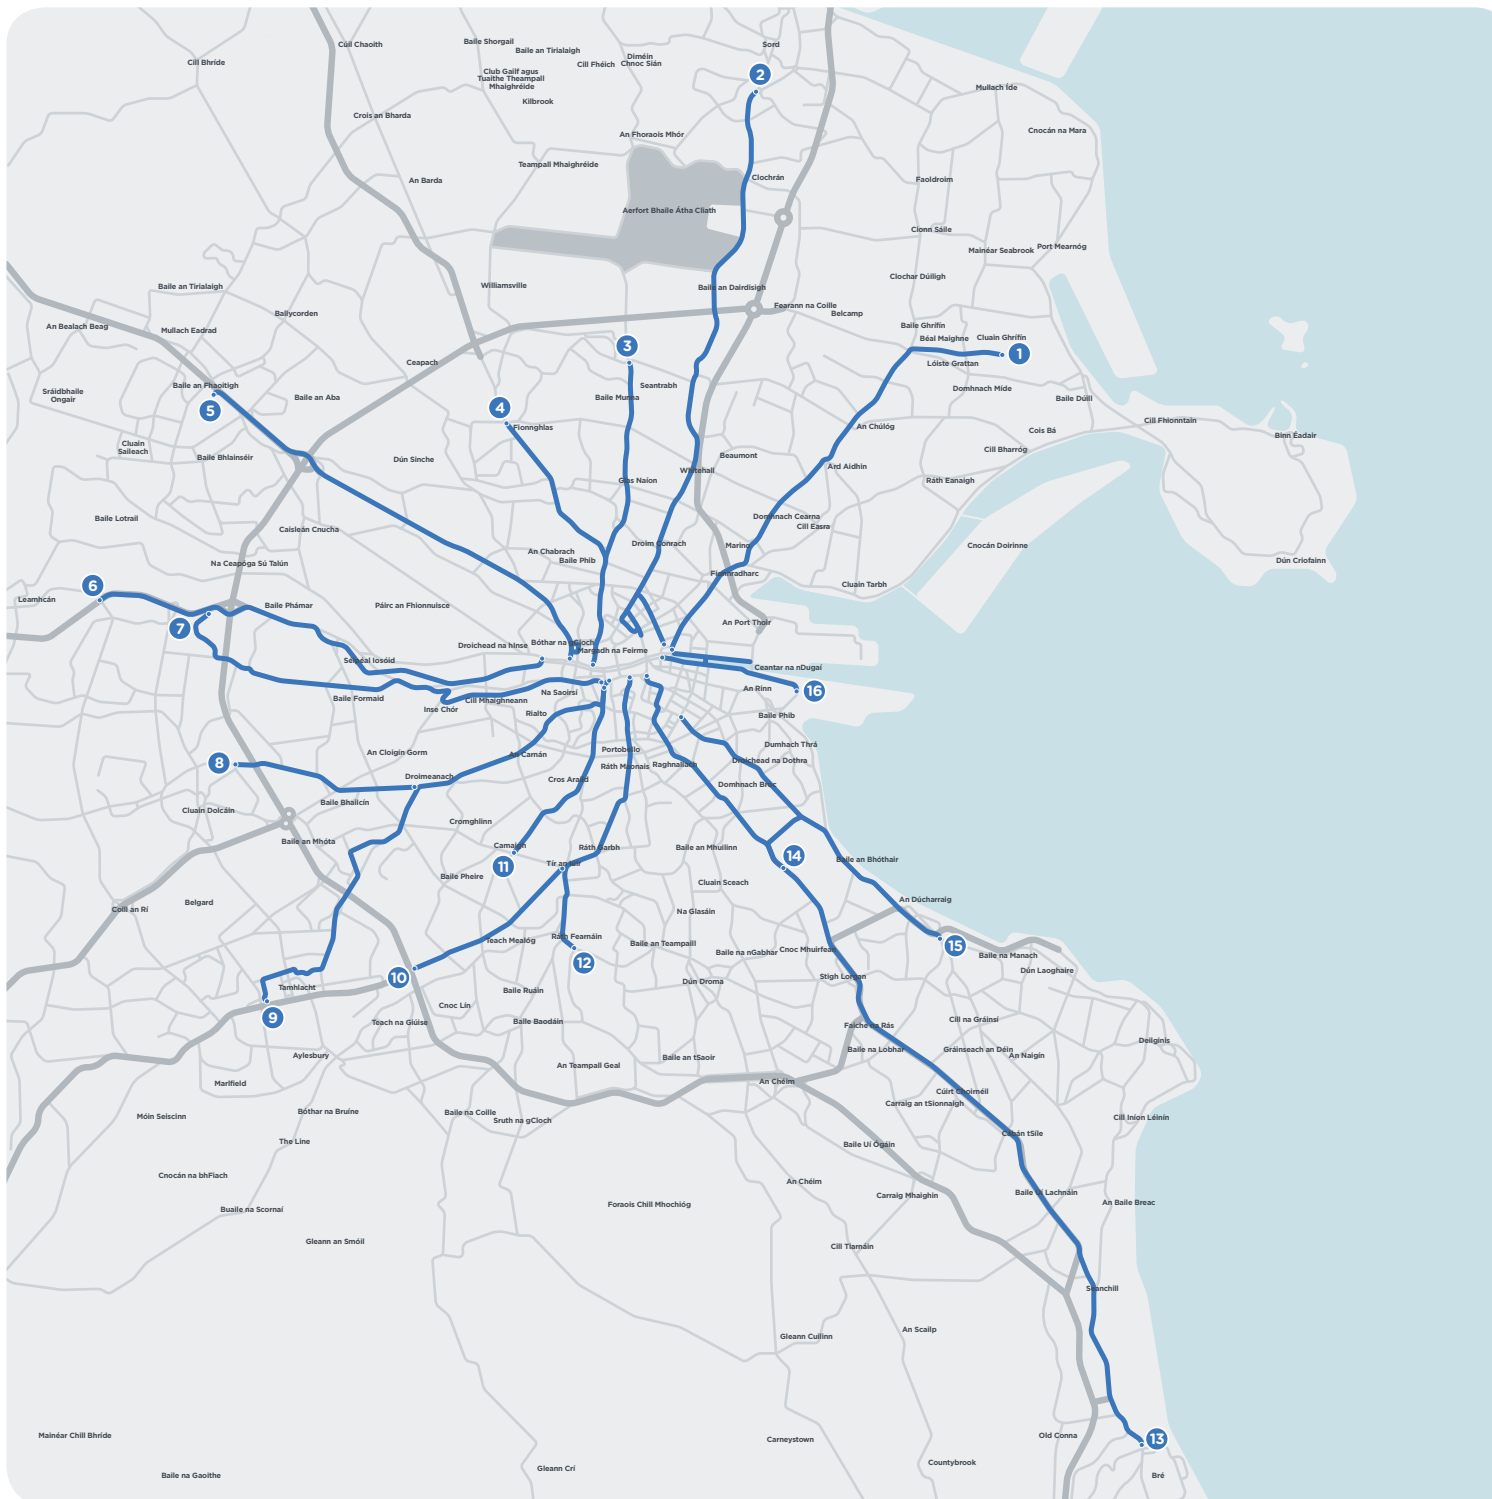 Cúil Chaoith
Baile Shorgail
Baile an Tirialaigh
Sord
Cill Bhríde
Cill Fhéich
Diméin
Chnoc Sián
Club Gailf agus
Tuaithe Theampall
Mhaighréide
2
Mullach Íde
Kilbrook
Crois an Bharda
An Fhoraois Mhór
Cnocán na Mara
Teampall Mhaighréide
An Barda
Clochrán
Faoldroim
Aerfort Bhaile Átha Cliath
Cionn Sáile
Mainéar Seabrook
Port Mearnóg
Clochar Dúiligh
Baile an Tirialaigh
Williamsville
Baile an Dairdisigh
Fearann na Coille
Belcamp
Ballycorden
An Bealach Beag
Mullach Eadrad
Baile Ghrifín
Béal Maighne
Cluain Ghrífín
3
1
Ceapach
Lóiste Grattan
Baile an Fhaoitigh
Seantrabh
Domhnach Míde
Sráidbhaile
Ongair
Baile an Aba
Baile Munna
Baile Dúill
5
4
Fionnghlas
An Chúlóg
Cois Bá
Cill Fhionntain
Binn Éadair
Cluain
Saileach
Baile Bhlainséir
Dún Sinche
Beaumont
Cill Bharróg
Whitehall
Ard Aidhin
Glas Naíon
Ráth Eanaigh
Baile Lotrail
Caisleán Cnucha
Domhnach Cearna
Cill Easra
Droim Conrach
Marino
Cnocán Doirinne
An Chabrach
Baile Phib
Na Ceapóga Sú Talún
Dún Criofainn
Fionnradharc
Cluain Tarbh
6
Leamhcán
Baile Phámar
Páirc an Fhionnuisce
7
An Port Thoir
Droichead na hInse
Bóthar na gCloch
Margadh na Feirme
Séipéal Iosóid
Ceantar na nDugaí
Baile Formaid
Cill Mhaighneann
Na Saoirsí
An Rinn
16
Inse Chór
Rialto
Baile Phib
8
An Cloigín Gorm
An Carnán
Portobello
Dumhach Thrá
Ráth Maonais
Raghnallach
Droichead na Dothra
Droimeanach
Cros Araild
Domhnach Broc
Cluain Dolcáin
Baile Bhailcín
Cromghlinn
Baile an Mhóta
Camaigh
11
Ráth Garbh
Baile an Mhuilinn
14
Baile an Bhóthair
Tír an Iúir
Baile Pheire
Cluain Sceach
Coill an Rí
Belgard
Na Glasáin
An Dúcharraig
Teach Mealóg
Ráth Fearnáin
Baile an Teampaill
Baile na nGabhar
Cnoc Mhuirfean
15
Baile na Manach
12
10
Stigh Lorgan
Dún Laoghaire
Tamhlacht
Dún Droma
Baile Ruáin
9
Cnoc Lín
Teach na Giúise
Baile Baodáin
Faiche na Rás
Cill na Gráinsí
Deilginis
Aylesbury
An Teampall Geal
Baile an tSaoir
Baile na Lobhar
Gráinseach an Déin
An Naigín
Marlfield
An Chéim
Cúirt Choirnéil
Carraig an tSionnaigh
Móin Seiscinn
Bóthar na Bruíne
Baile na Coille
Sruth na gCloch
Cill Iníon Léinín
The Line
Cábán tSíle
Baile Uí Ógáin
Cnocán na bhFiach
An Chéim
Carraig Mhaighin
Baile Uí Lachnáin
An Baile Breac
Buaile na Scornaí
Foraois Chill Mhochióg
Gleann an Smóil
Cill Tiarnáin
Seanchill
Gleann Cuilinn
An Scailp
Mainéar Chill Bhríde
Carneystown
Old Conna
13
Countybrook
Gleann Crí
Baile na Gaoithe
Bré